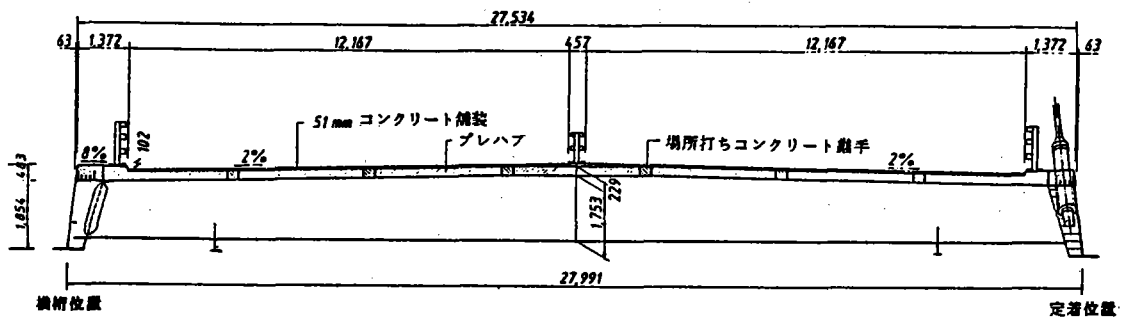 27,534
63 1,372 12,167 457 12,167 1,372 63
51 mm コンクリート舗装
プレハブ
場所打ちコンクリート継手
102
8%
2%
2%
483
1,854
229
1,753
27,991
横桁位置
定着位置